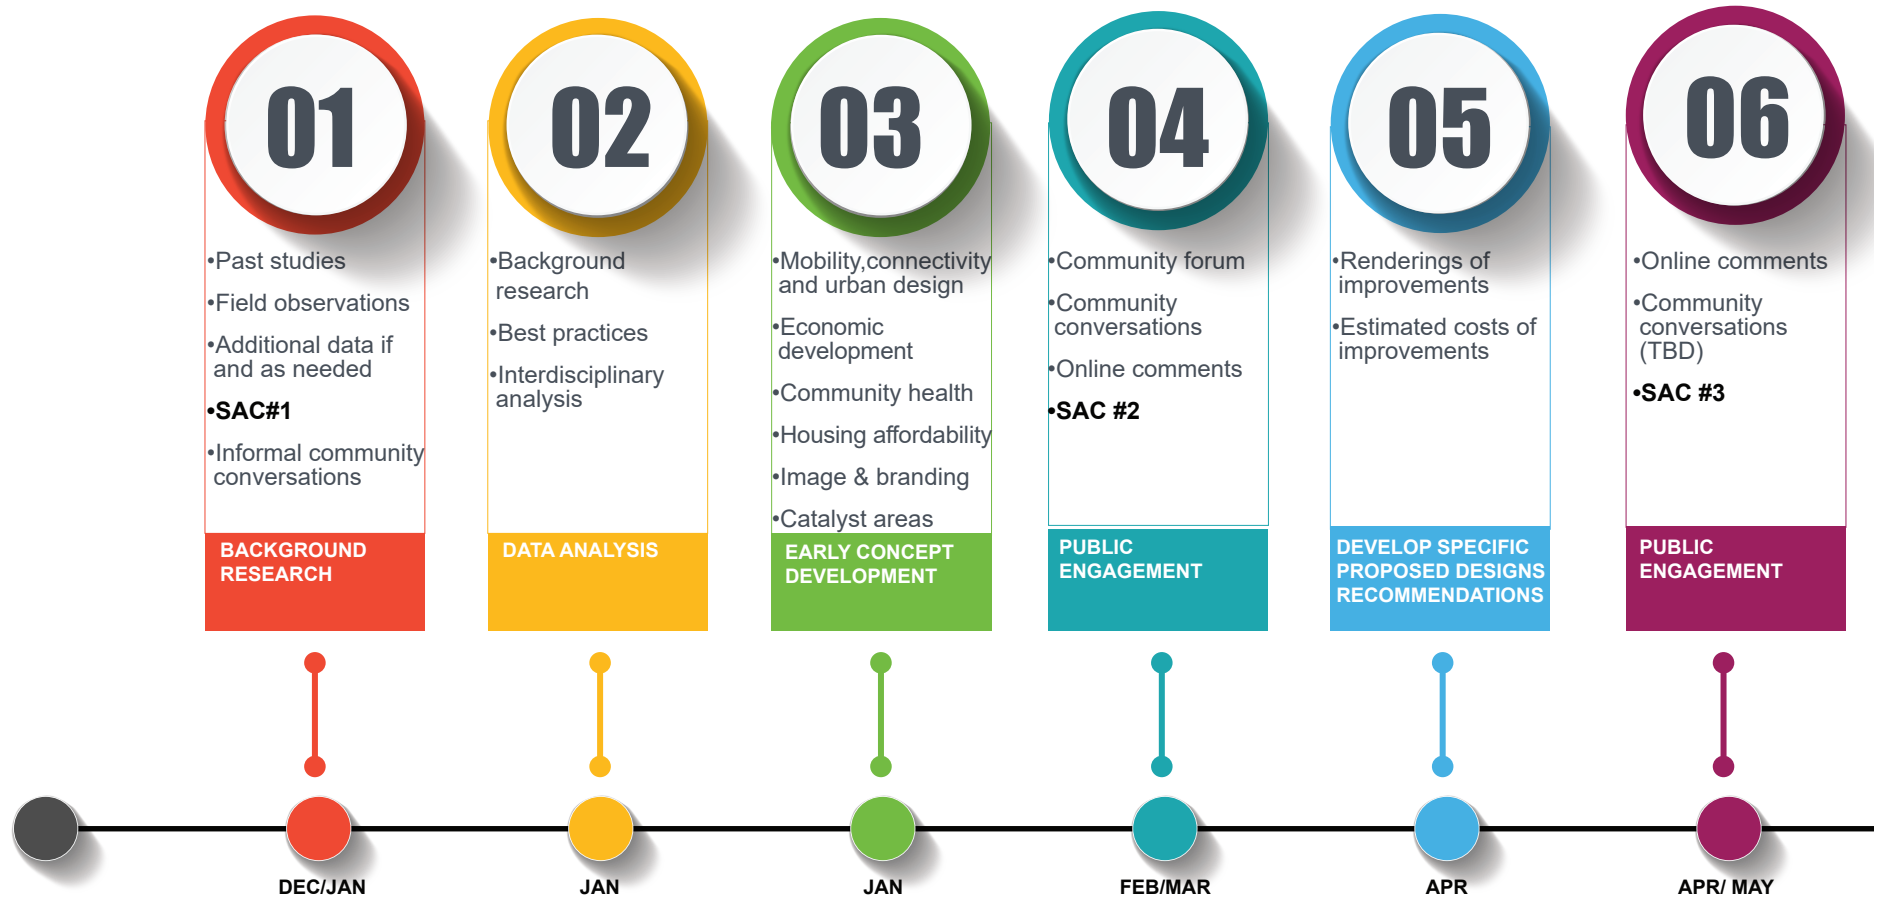 01
•Past studies
•Field observations
•Additional data if
and as needed
•SAC#1
•Informal community
conversations
BACKGROUND
RESEARCH
DEC/JAN
02
•Background
research
•Best practices
•Interdisciplinary
analysis
DATA ANALYSIS
JAN
03
•Mobility,connectivity
and urban design
•Economic
development
•Community health
•Housing affordability
•Image & branding
•Catalyst areas
EARLY CONCEPT
DEVELOPMENT
JAN
04
•Community forum
•Community
conversations
•Online comments
•SAC #2
PUBLIC
ENGAGEMENT
FEB/MAR
05
•Renderings of
improvements
•Estimated costs of
improvements
DEVELOP SPECIFIC
PROPOSED DESIGNS
RECOMMENDATIONS
APR
06
•Online comments
•Community
conversations
(TBD)
•SAC #3
PUBLIC
ENGAGEMENT
APR/ MAY